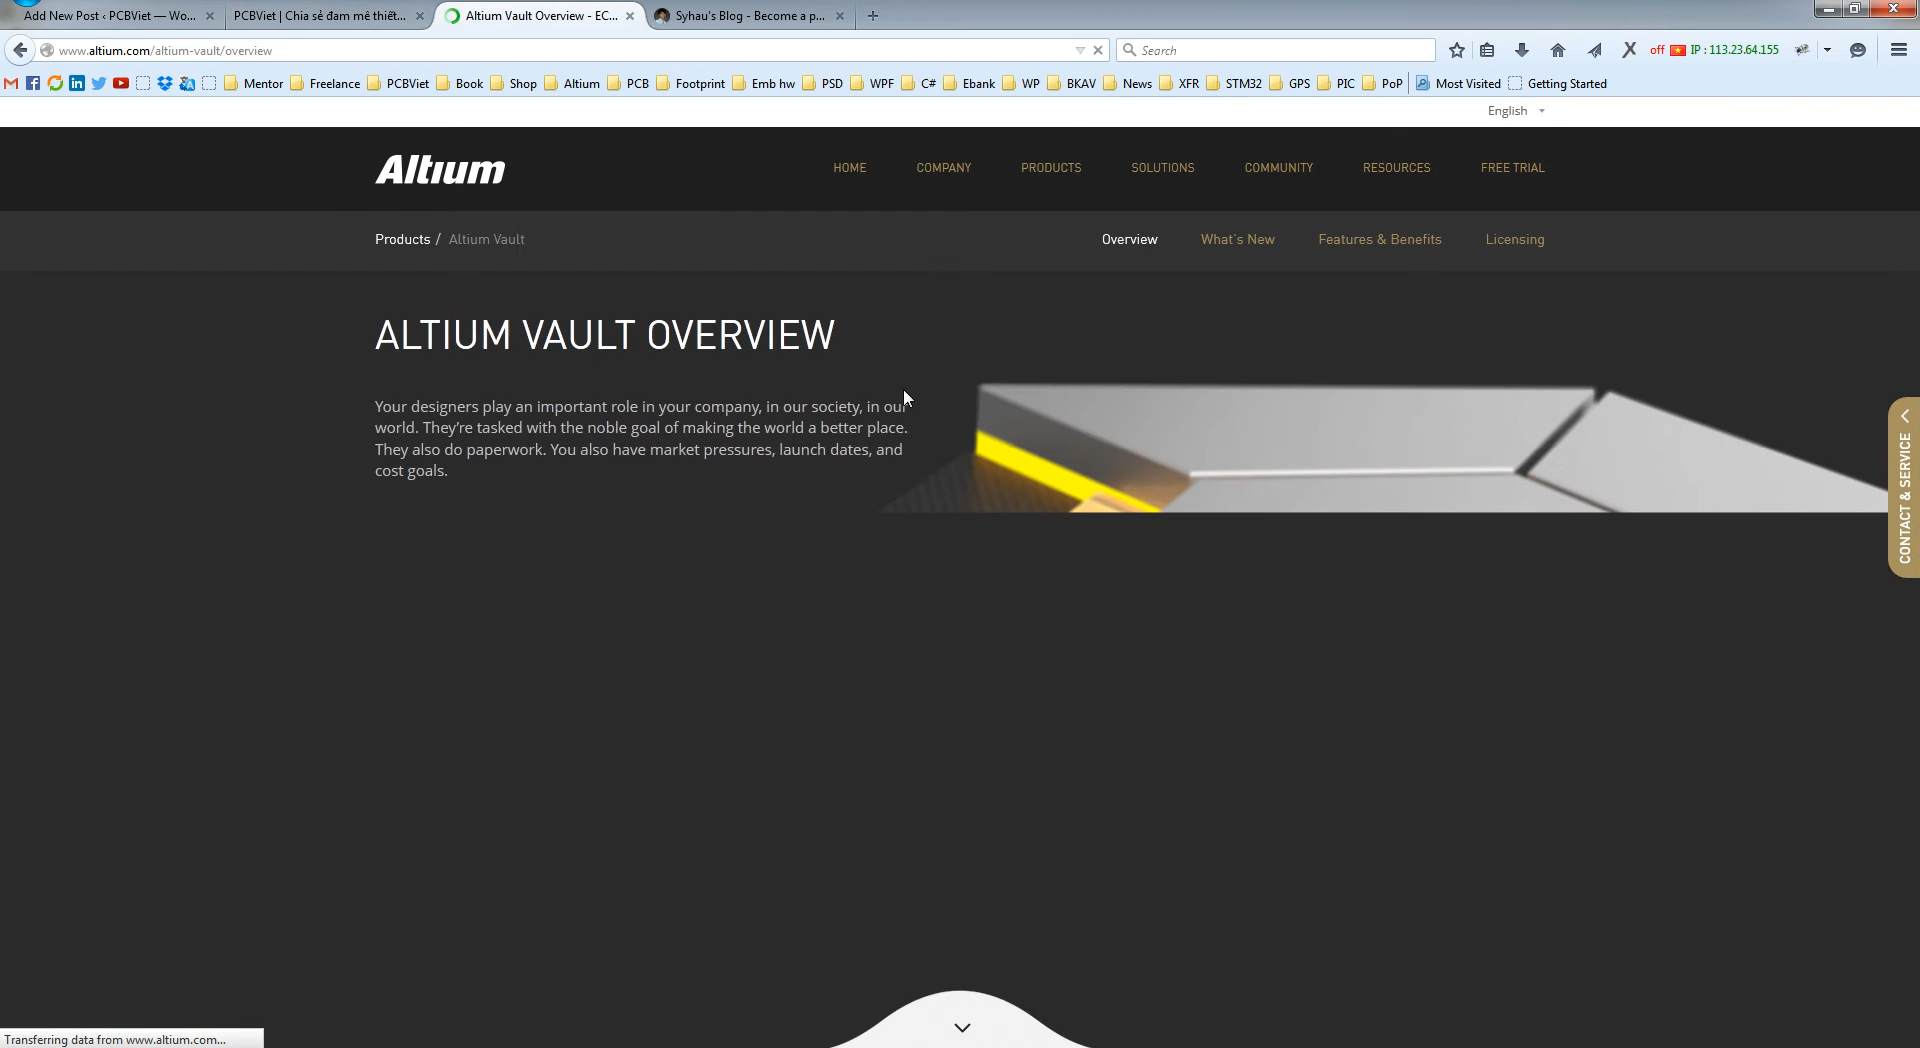 Add New Post ‹ PCBViet — Wo...
PCBViet | Chia sẻ đam mê thiết...
Altium Vault Overview - EC...
Syhau's Blog - Become a p...
www.altium.com/altium-vault/overview
Search
off
IP : 113.23.64.155
Mentor
Freelance
PCBViet
Book
Shop
Altium
PCB
Footprint
Emb hw
PSD
WPF
C#
Ebank
WP
BKAV
News
XFR
STM32
GPS
PIC
PoP
Most Visited
Getting Started
English
Altium
HOME
COMPANY
PRODUCTS
SOLUTIONS
COMMUNITY
RESOURCES
FREE TRIAL
Products / Altium Vault
Overview
What's New
Features & Benefits
Licensing
ALTIUM VAULT OVERVIEW
Your designers play an important role in your company, in our society, in our
world. They're tasked with the noble goal of making the world a better place.
They also do paperwork. You also have market pressures, launch dates, and
cost goals.
CONTACT & SERVICE
Transferring data from www.altium.com...